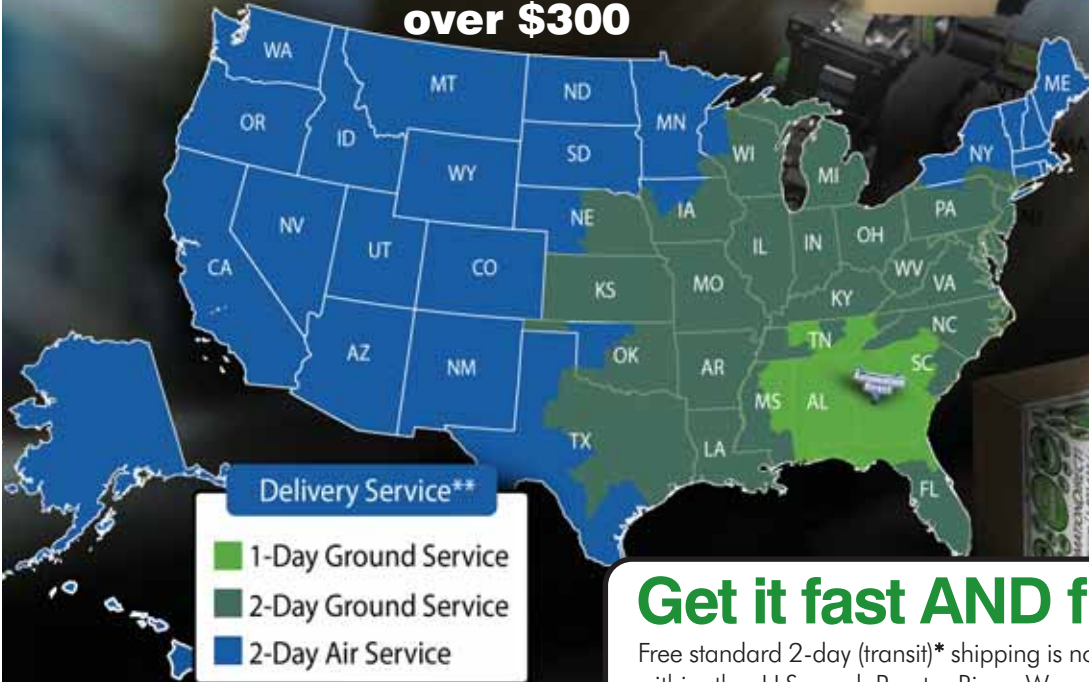 over $300
WA
MT
ND
MN
ME
OR
ID
SD
WI
NY
WY
MI
NE
IA
PA
NV
UT
CO
IL
IN
OH
CA
WV
VA
KS
MO
KY
NC
TN
AZ
NM
OK
AR
SC
MS
AL
TX
LA
FL
Delivery Service**
1-Day Ground Service
2-Day Ground Service
2-Day Air Service
Get it fast AND f
Free standard 2-day (transit)* shipping is no